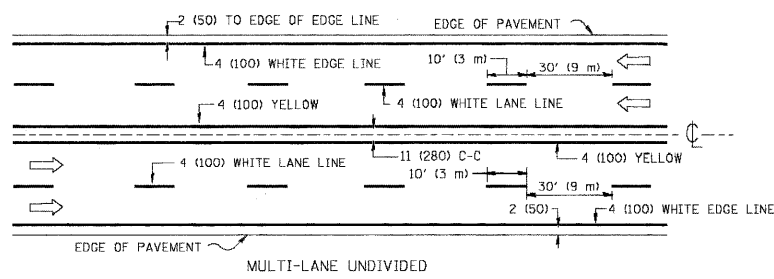 2 (50) TO EDGE OF EDGE LINE
EDGE OF PAVEMENT
4 (100) WHITE EDGE LINE
10' (3 m)
30' (9 m)
4 (100) YELLOW
4 (100) WHITE LANE LINE
℄
4 (100) WHITE LANE LINE
11 (280) C-C
4 (100) YELLOW
10' (3 m)
30' (9 m)
2 (50)
4 (100) WHITE EDGE LINE
EDGE OF PAVEMENT
MULTI-LANE UNDIVIDED